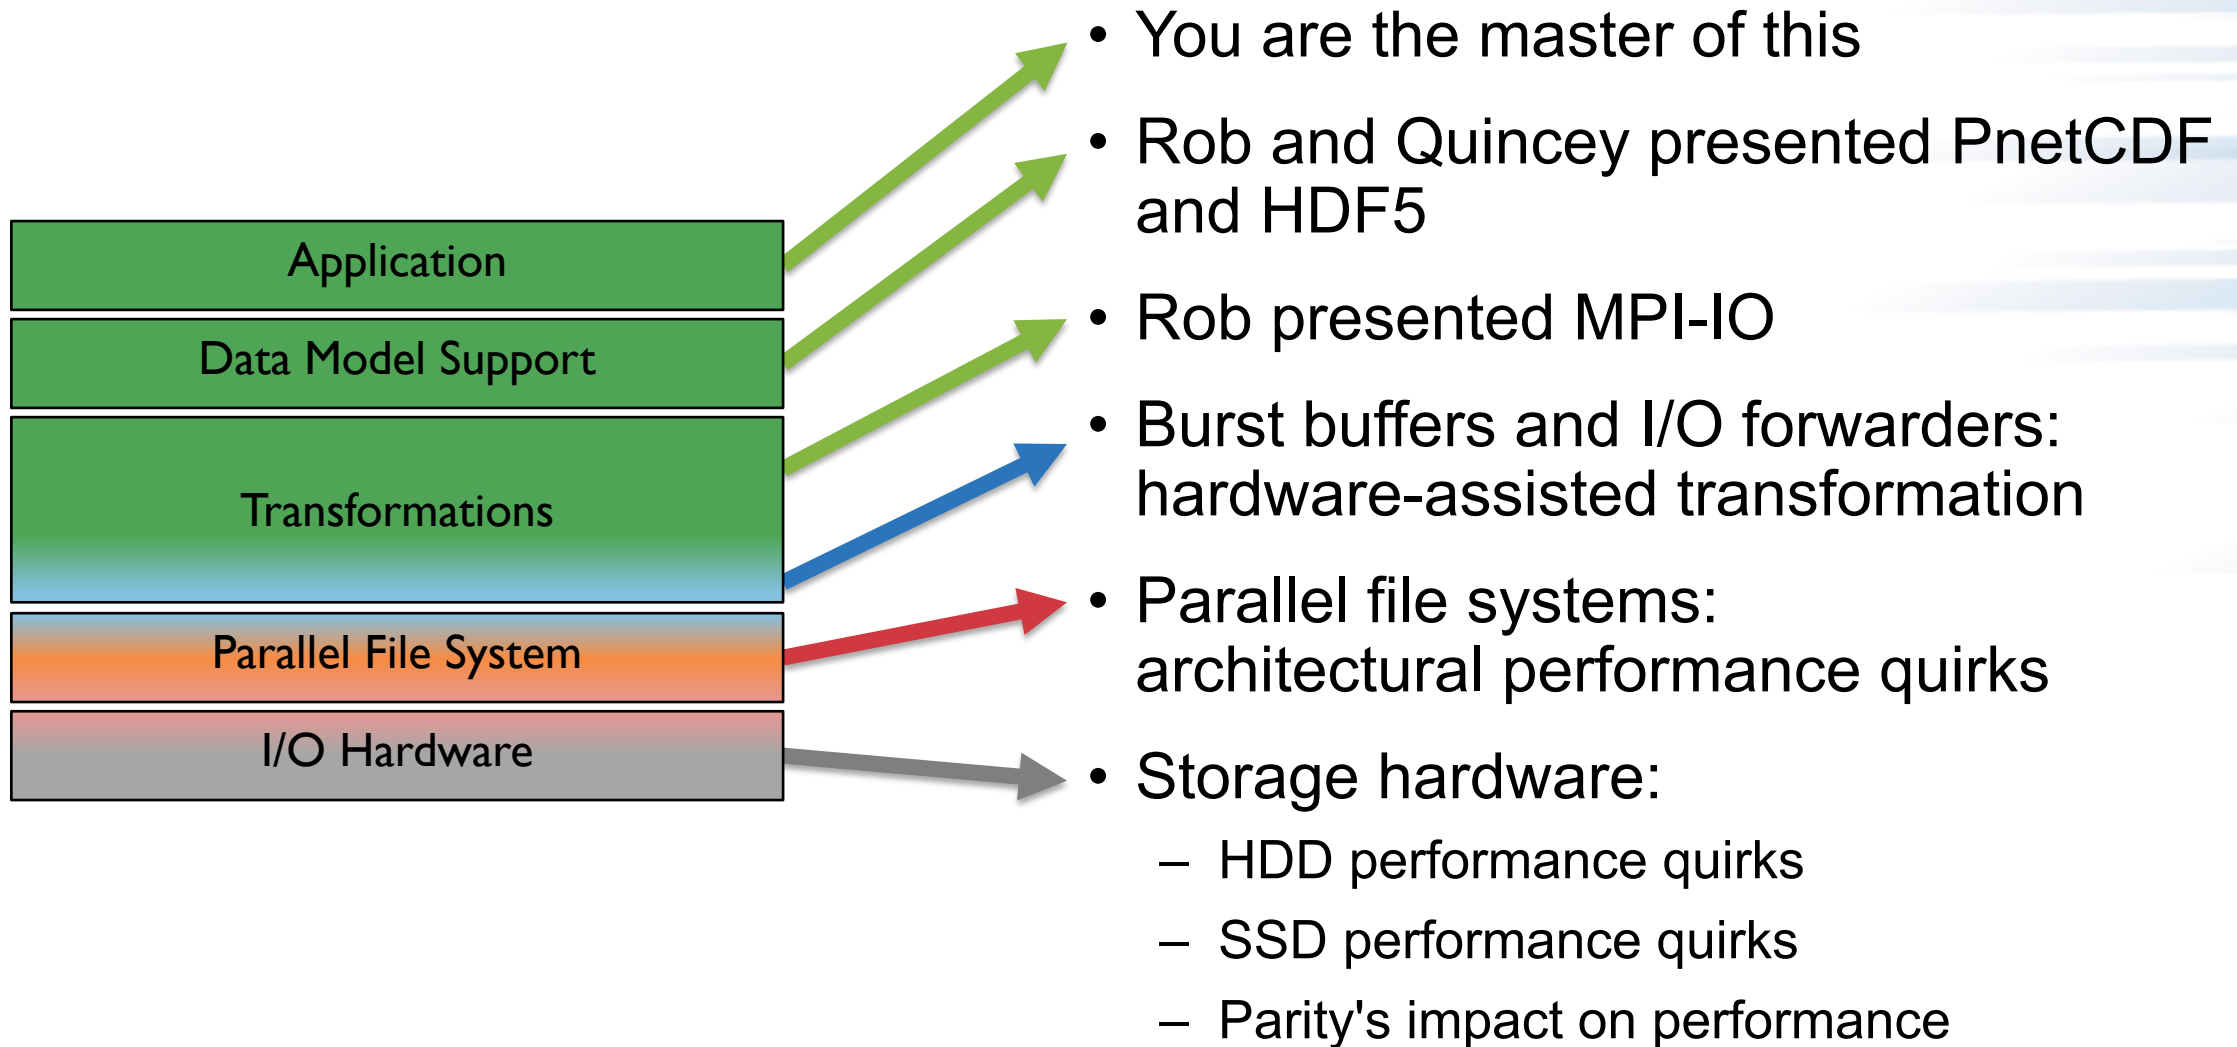 Application
Data Model Support
Transformations
Parallel File System
I/O Hardware
• You are the master of this
• Rob and Quincey presented PnetCDF
and HDF5
• Rob presented MPI-IO
• Burst buffers and I/O forwarders:
hardware-assisted transformation
• Parallel file systems:
architectural performance quirks
• Storage hardware:
– HDD performance quirks
– SSD performance quirks
– Parity's impact on performance